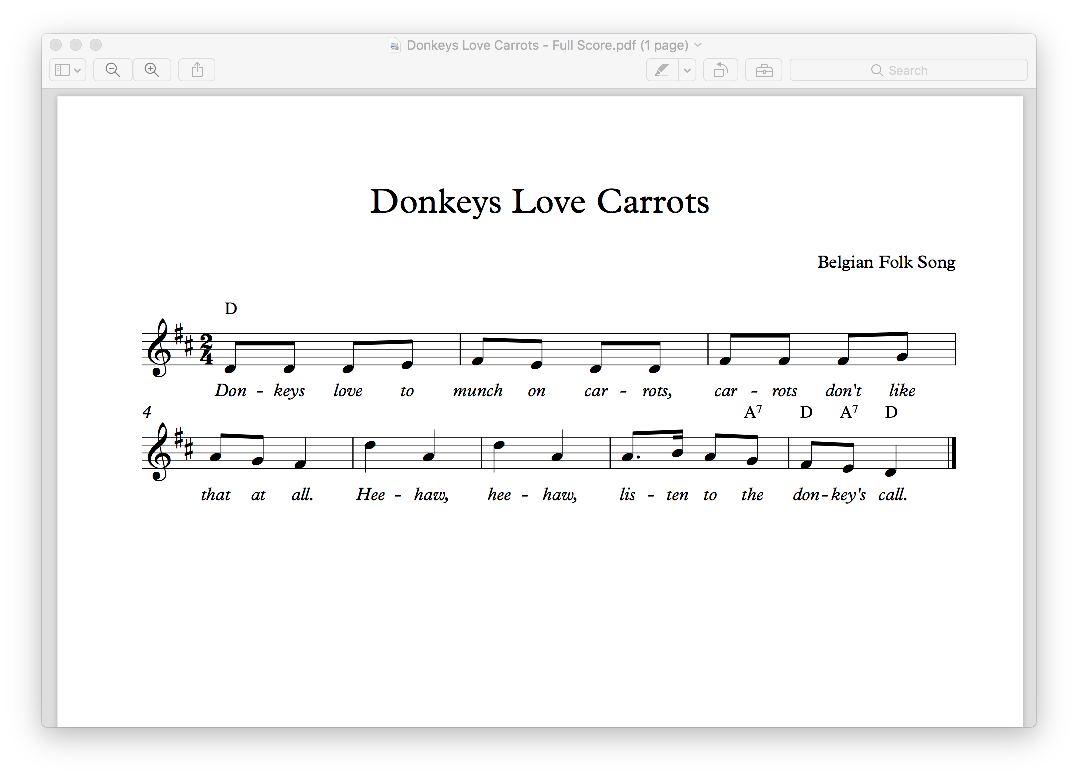 Donkeys Love Carrots - Full Score.pdf (1 page)
Search
Donkeys Love Carrots
Belgian Folk Song
D
2
4
Don - keys love to munch on car - rots, car - rots don't like
4 A7 D A7 D
that at all. Hee - haw, hee - haw, lis - ten to the don - key's call.